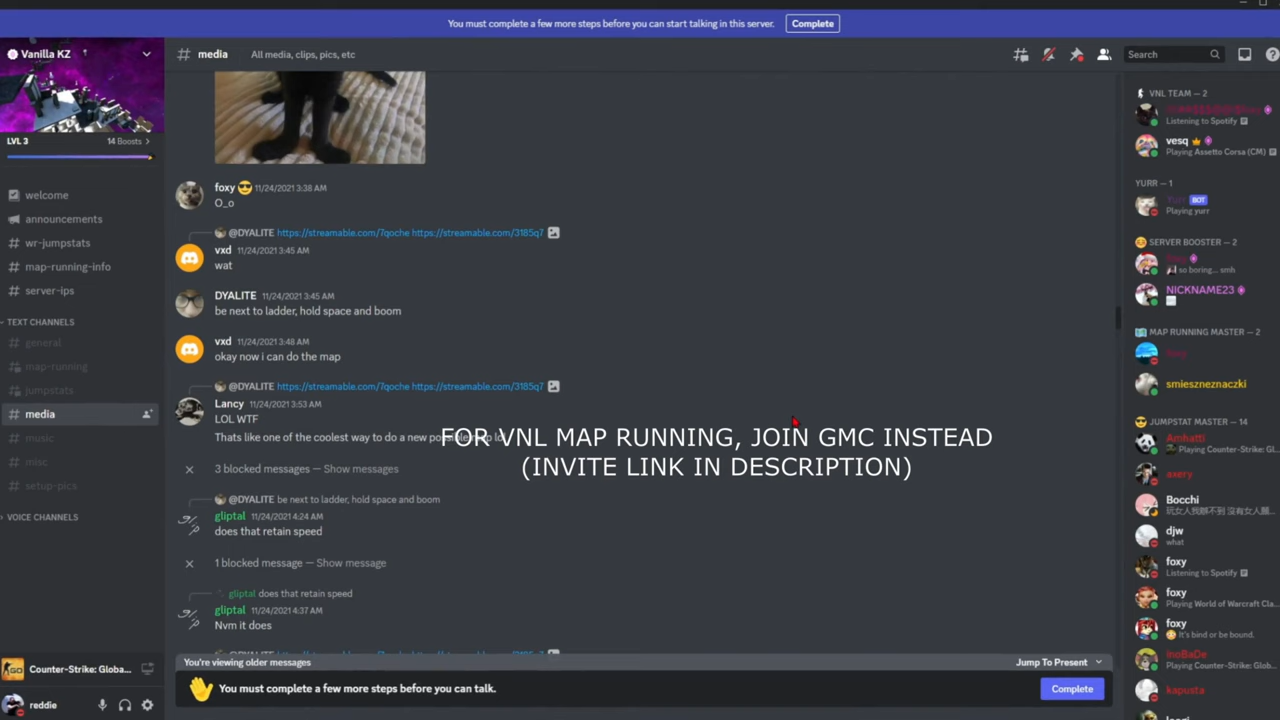 You must complete a few more steps before you can start talking in this server.
Complete
Vanilla KZ
LVL 3
14 Boosts
welcome
announcements
wr-jumpstats
map-running-info
server-ips
TEXT CHANNELS
general
map-running
jumpstats
media
music
misc
setup-pics
VOICE CHANNELS
Counter-Strike: Globa...
reddie
# media
All media, clips, pics, etc
Search
foxy 11/24/2021 3:38 AM
O_o
@DYALITE https://streamable.com/7qoche https://streamable.com/3185q7
vxd 11/24/2021 3:45 AM
wat
DYALITE 11/24/2021 3:45 AM
be next to ladder, hold space and boom
vxd 11/24/2021 3:48 AM
okay now i can do the map
@DYALITE https://streamable.com/7qoche https://streamable.com/3185q7
Lancy 11/24/2021 3:53 AM
LOL WTF
Thats like one of the coolest way to do a new
FOR VNL MAP RUNNING, JOIN GMC INSTEAD
(INVITE LINK IN DESCRIPTION)
3 blocked messages — Show messages
@DYALITE be next to ladder, hold space and boom
gliptal 11/24/2021 4:24 AM
does that retain speed
1 blocked message — Show message
gliptal does that retain speed
gliptal 11/24/2021 4:37 AM
Nvm it does
You're viewing older messages
Jump To Present
You must complete a few more steps before you can talk.
Complete
VNL TEAM — 2
Listening to Spotify
vesq
Playing Assetto Corsa (CM)
YURR — 1
Yurr BOT
Playing yurr
SERVER BOOSTER — 2
so boring... smh
NICKNAME23
MAP RUNNING MASTER — 2
smieszneznaczki
JUMPSTAT MASTER — 14
Amhatti
Playing Counter-Strike: Gl...
axery
Bocchi
djw
what
foxy
Listening to Spotify
foxy
Playing World of Warcraft Cla...
foxy
It's bind or be bound.
inoBaDe
Playing Counter-Strike: Glob...
kapusta